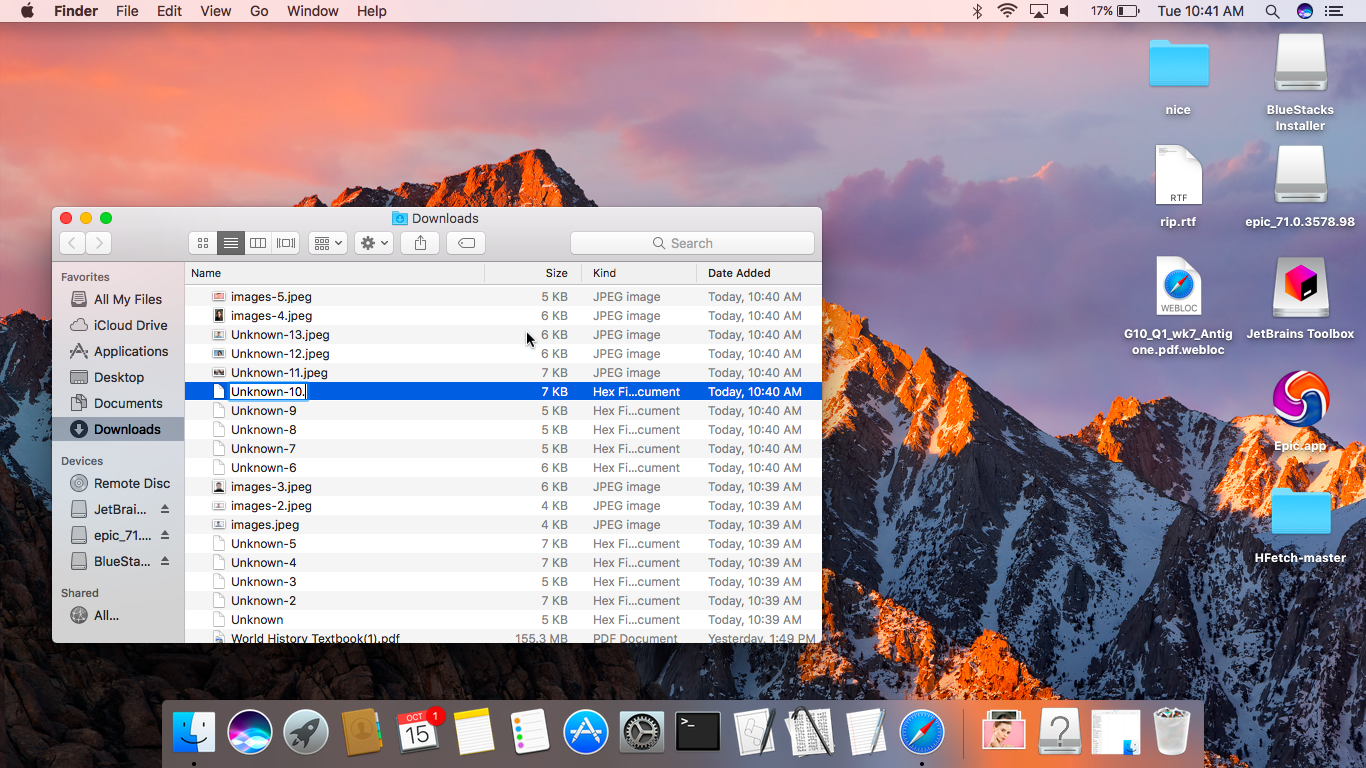 Finder File Edit View Go Window Help 17% Tue 10:41 AM
nice
BlueStacks
Installer
RTF
rip.rtf
epic_71.0.3578.98
WEBLOC
G10_Q1_wk7_Antig
one.pdf.webloc
JetBrains Toolbox
Epic.app
HFetch-master
Downloads
Search
Favorites
All My Files
iCloud Drive
Applications
Desktop
Documents
Downloads
Devices
Remote Disc
JetBrai...
epic_71....
BlueSta...
Shared
All...
Name Size Kind Date Added
images-5.jpeg 5 KB JPEG image Today, 10:40 AM
images-4.jpeg 6 KB JPEG image Today, 10:40 AM
Unknown-13.jpeg 6 KB JPEG image Today, 10:40 AM
Unknown-12.jpeg 6 KB JPEG image Today, 10:40 AM
Unknown-11.jpeg 7 KB JPEG image Today, 10:40 AM
Unknown-10. 7 KB Hex Fi...cument Today, 10:40 AM
Unknown-9 5 KB Hex Fi...cument Today, 10:40 AM
Unknown-8 5 KB Hex Fi...cument Today, 10:40 AM
Unknown-7 5 KB Hex Fi...cument Today, 10:40 AM
Unknown-6 6 KB Hex Fi...cument Today, 10:40 AM
images-3.jpeg 6 KB JPEG image Today, 10:39 AM
images-2.jpeg 4 KB JPEG image Today, 10:39 AM
images.jpeg 4 KB JPEG image Today, 10:39 AM
Unknown-5 7 KB Hex Fi...cument Today, 10:39 AM
Unknown-4 7 KB Hex Fi...cument Today, 10:39 AM
Unknown-3 5 KB Hex Fi...cument Today, 10:39 AM
Unknown-2 7 KB Hex Fi...cument Today, 10:39 AM
Unknown 5 KB Hex Fi...cument Today, 10:39 AM
World History Textbook(1).pdf 155.3 MB PDF Document Yesterday, 1:49 PM
OCT
15
1
>_
?